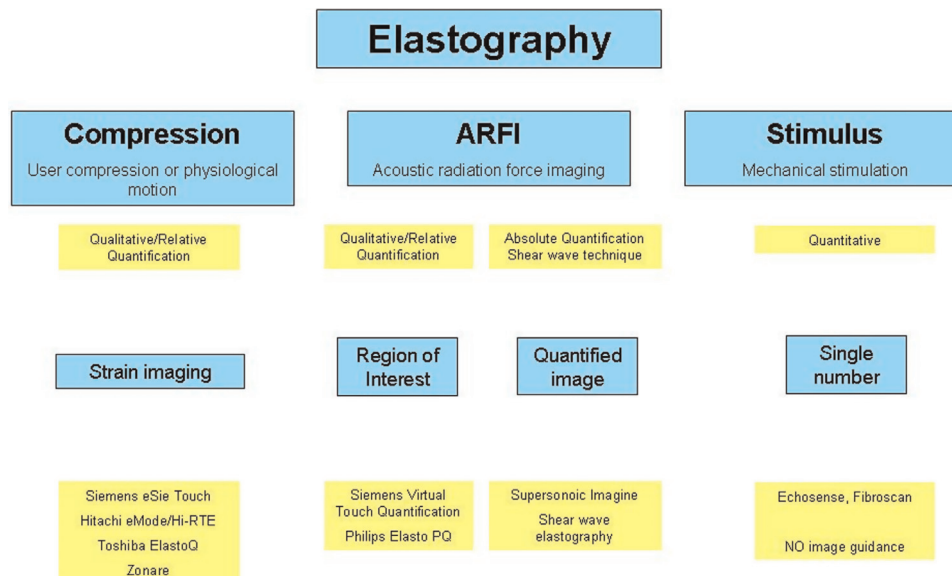 Elastography
Compression
User compression or physiological
motion
ARFI
Acoustic radiation force imaging
Stimulus
Mechanical stimulation
Qualitative/Relative
Quantification
Qualitative/Relative
Quantification
Absolute Quantification
Shear wave technique
Quantitative
Strain imaging
Region of
Interest
Quantified
image
Single
number
Siemens eSie Touch
Hitachi eMode/Hi-RTE
Toshiba ElastoQ
Zonare
Siemens Virtual
Touch Quantification
Philips Elasto PQ
Supersonoic Imagine
Shear wave
elastography
Echosense, Fibroscan
NO image guidance